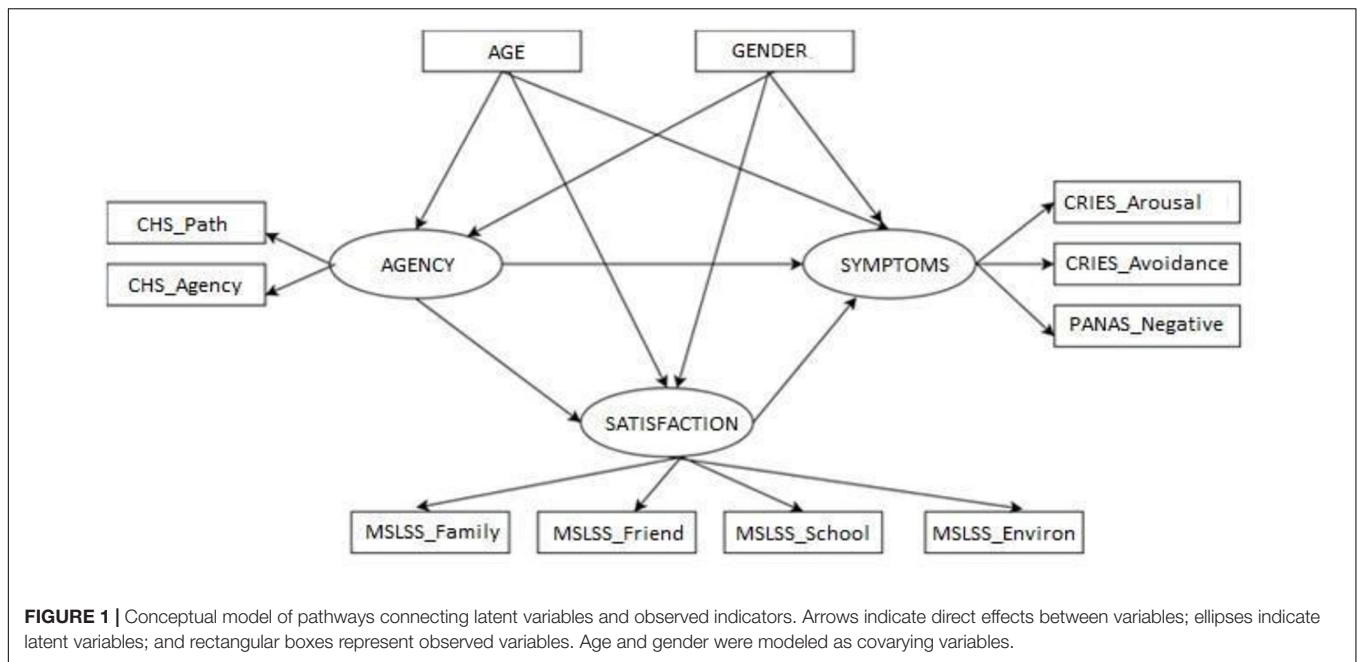 AGE
GENDER
CHS_Path
CHS_Agency
AGENCY
SYMPTOMS
CRIES_Arousal
CRIES_Avoidance
PANAS_Negative
SATISFACTION
MSLSS_Family
MSLSS_Friend
MSLSS_School
MSLSS_Environ
FIGURE 1 | Conceptual model of pathways connecting latent variables and observed indicators. Arrows indicate direct effects between variables; ellipses indicate
latent variables; and rectangular boxes represent observed variables. Age and gender were modeled as covarying variables.